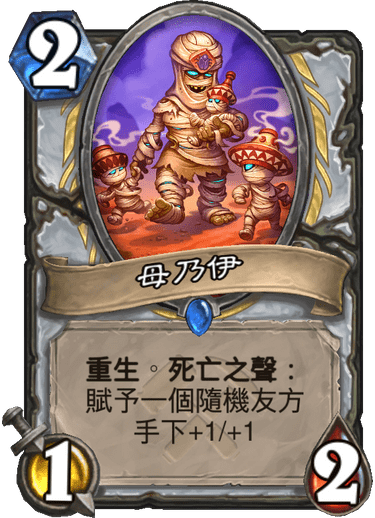 2
母乃伊
重生。死亡之聲：
賦予一個隨機友方
手下+1/+1
1
2